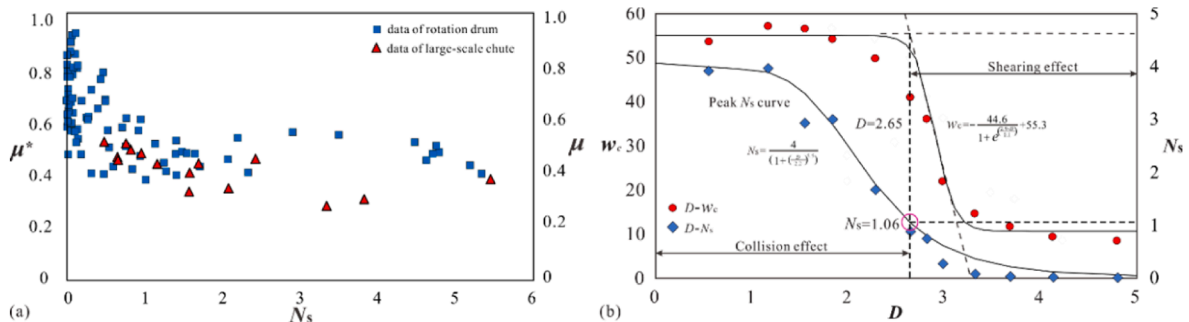 1.0
0.8
0.6
0.4
0.2
0
μ*
data of rotation drum
data of large-scale chute
1.0
0.8
0.6
0.4
0.2
0
μ
0 1 2 3 4 5 6
Ns
(a)
60
50
40
30
20
10
0
wc
Peak Ns curve
D=2.65
Shearing effect
Ns=1.06
D-Wc
D-Ns
Collision effect
5
4
3
2
1
0
Ns
0 1 2 3 4 5
D
(b)